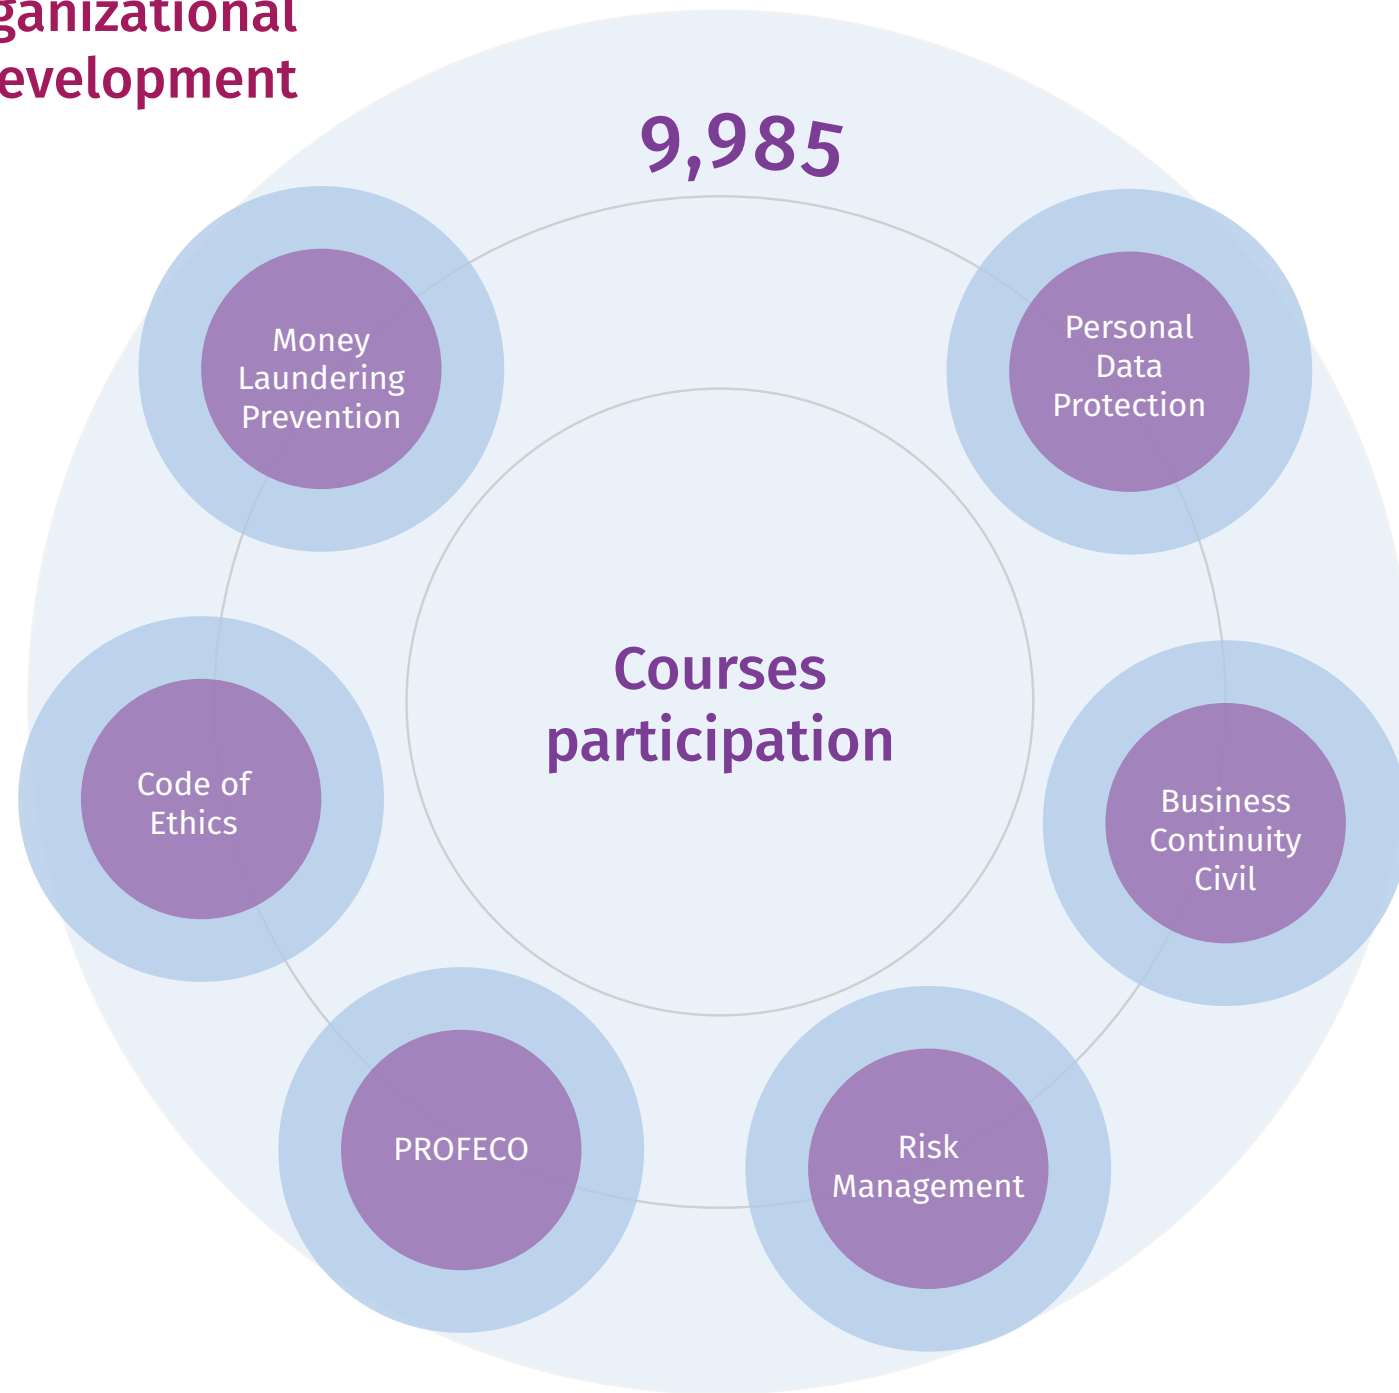 ganizational
evelopment
9,985
Money
Laundering
Prevention
Personal
Data
Protection
Courses
participation
Code of
Ethics
Business
Continuity
Civil
PROFECO
Risk
Management